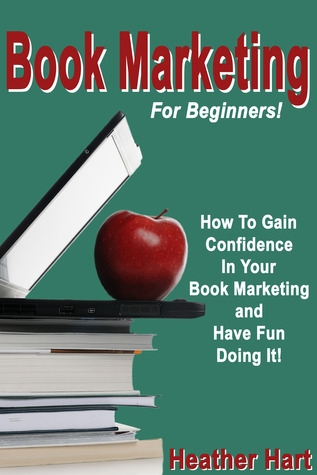 Book Marketing
For Beginners!
How To Gain
Confidence
In Your
Book Marketing
and
Have Fun
Doing It!
Heather Hart